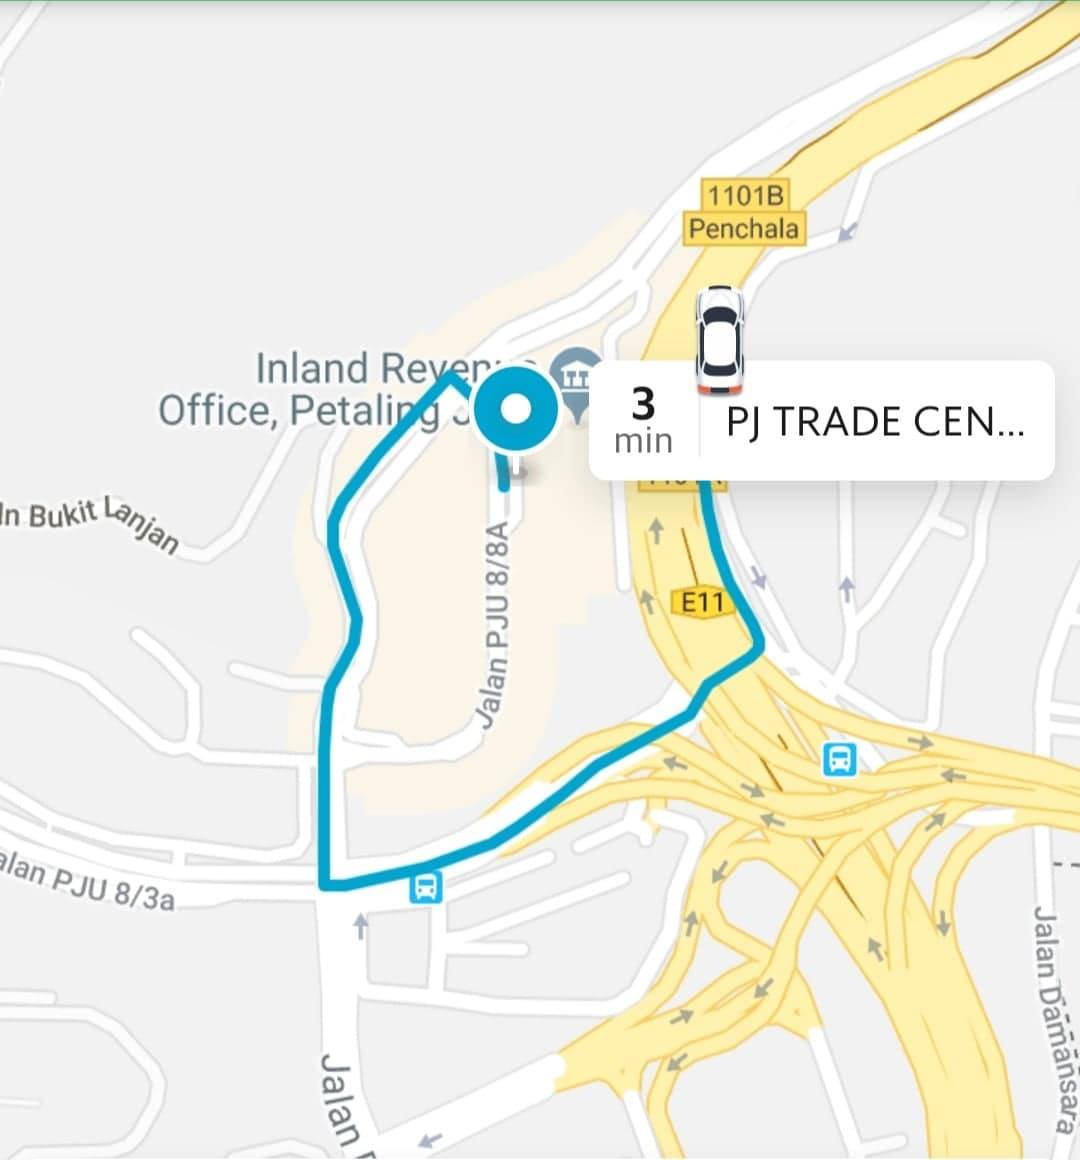 1101B
Penchala
Inland
Office, Petaling J
3
min
PJ TRADE CEN...
ln Bukit Lanjan
Jalan PJU 8/8A
E11
alan PJU 8/3a
Jalan
Jalan Damansara